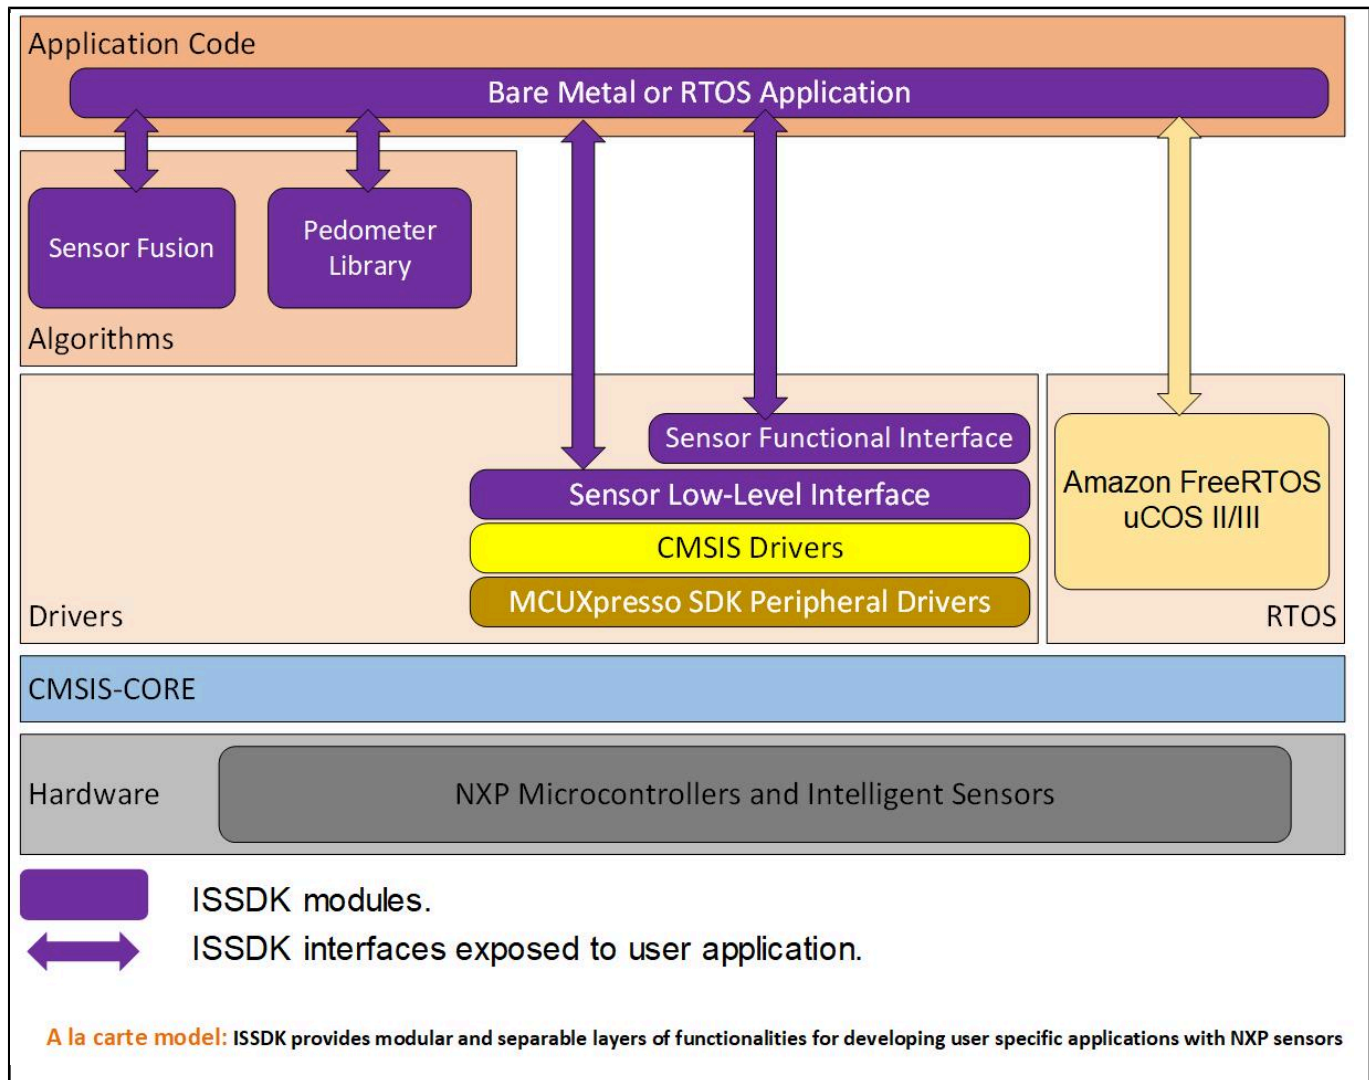 Application Code
Bare Metal or RTOS Application
Sensor Fusion
Pedometer
Library
Algorithms
Sensor Functional Interface
Sensor Low-Level Interface
CMSIS Drivers
MCUXpresso SDK Peripheral Drivers
Drivers
Amazon FreeRTOS
uCOS II/III
RTOS
CMSIS-CORE
Hardware
NXP Microcontrollers and Intelligent Sensors
ISSDK modules.
ISSDK interfaces exposed to user application.
A la carte model: ISSDK provides modular and separable layers of functionalities for developing user specific applications with NXP sensors